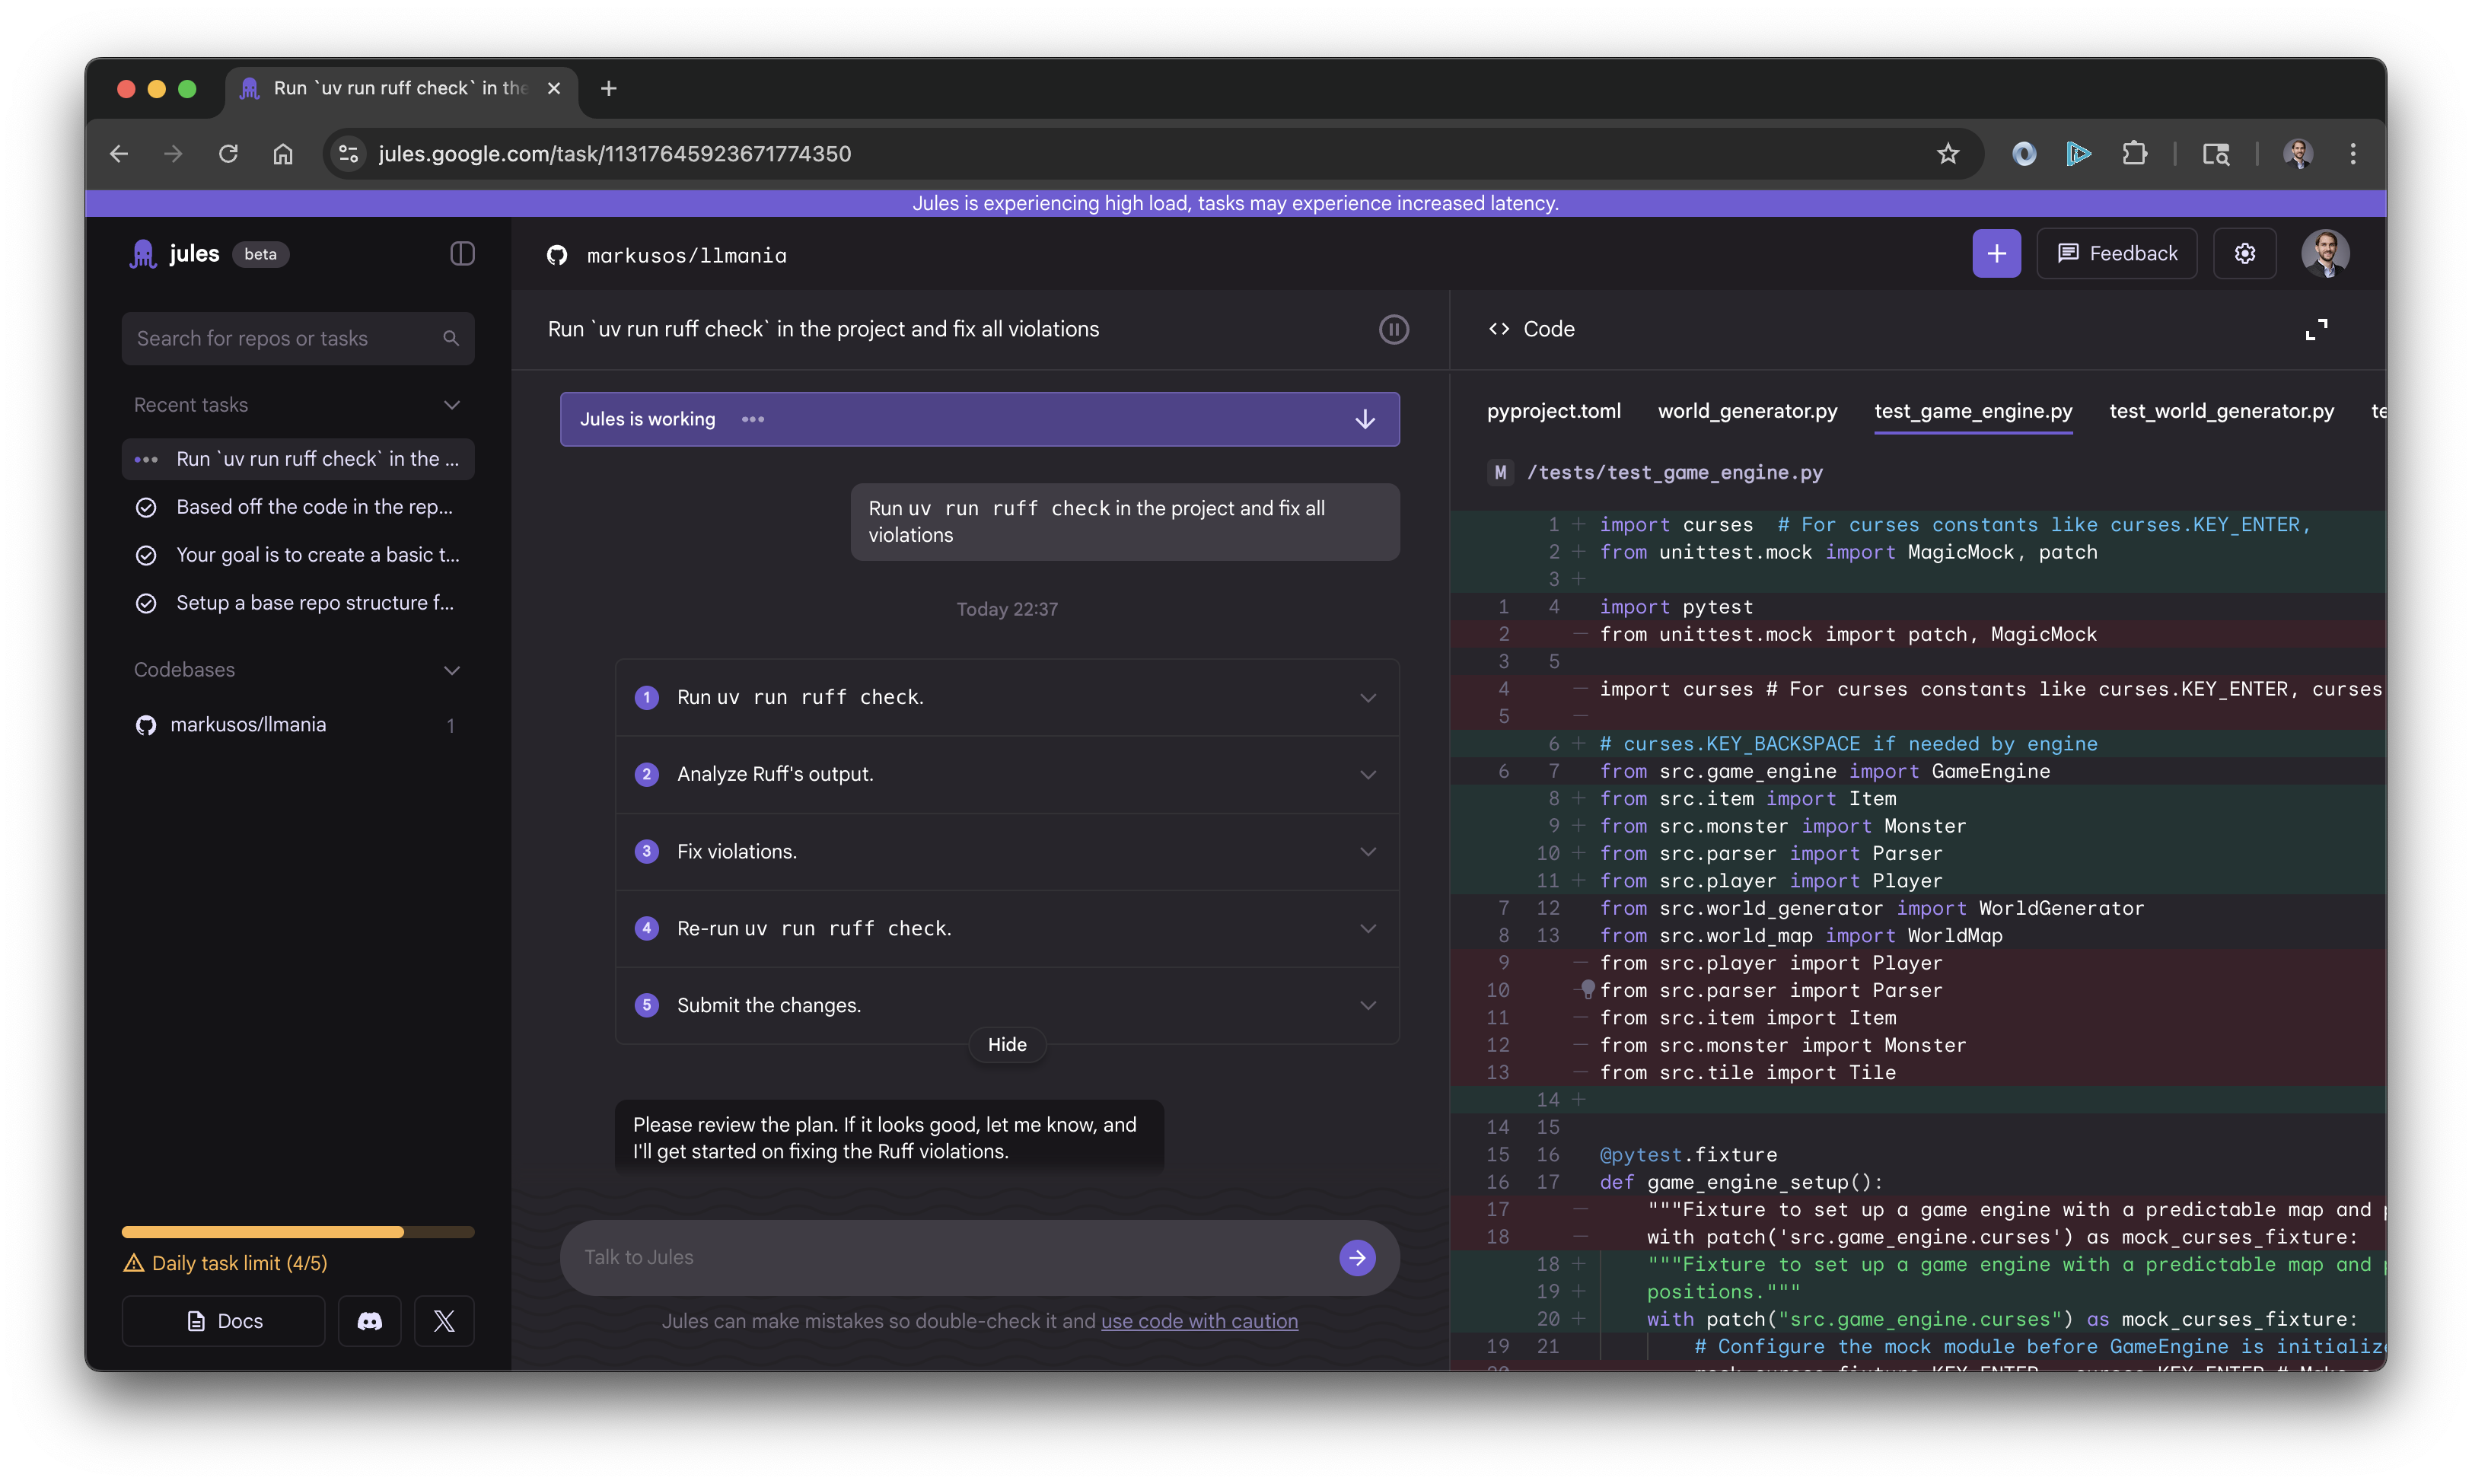 Run `uv run ruff check` in the
jules.google.com/task/11317645923671774350
Jules is experiencing high load, tasks may experience increased latency.
jules beta
markusos/llmania
Feedback
Search for repos or tasks
Recent tasks
Run `uv run ruff check` in the ...
Based off the code in the rep...
Your goal is to create a basic t...
Setup a base repo structure f...
Codebases
markusos/llmania 1
Daily task limit (4/5)
Docs
Run `uv run ruff check` in the project and fix all violations
Jules is working
Run uv run ruff check in the project and fix all
violations
Today 22:37
1 Run uv run ruff check.
2 Analyze Ruff's output.
3 Fix violations.
4 Re-run uv run ruff check.
5 Submit the changes.
Hide
Please review the plan. If it looks good, let me know, and
I'll get started on fixing the Ruff violations.
Talk to Jules
Jules can make mistakes so double-check it and use code with caution
<> Code
pyproject.toml world_generator.py test_game_engine.py test_world_generator.py te
M /tests/test_game_engine.py
1 + import curses  # For curses constants like curses.KEY_ENTER,
2 + from unittest.mock import MagicMock, patch
3 +
1 4 import pytest
2 − from unittest.mock import patch, MagicMock
3 5
4 − import curses # For curses constants like curses.KEY_ENTER, curses
5 −
6 + # curses.KEY_BACKSPACE if needed by engine
6 7 from src.game_engine import GameEngine
8 + from src.item import Item
9 + from src.monster import Monster
10 + from src.parser import Parser
11 + from src.player import Player
7 12 from src.world_generator import WorldGenerator
8 13 from src.world_map import WorldMap
9 − from src.player import Player
10 − from src.parser import Parser
11 − from src.item import Item
12 − from src.monster import Monster
13 − from src.tile import Tile
14 +
14 15
15 16 @pytest.fixture
16 17 def game_engine_setup():
17 − """Fixture to set up a game engine with a predictable map and p
18 − with patch('src.game_engine.curses') as mock_curses_fixture:
18 + """Fixture to set up a game engine with a predictable map and p
19 + positions."""
20 + with patch("src.game_engine.curses") as mock_curses_fixture:
19 21 # Configure the mock module before GameEngine is initialize